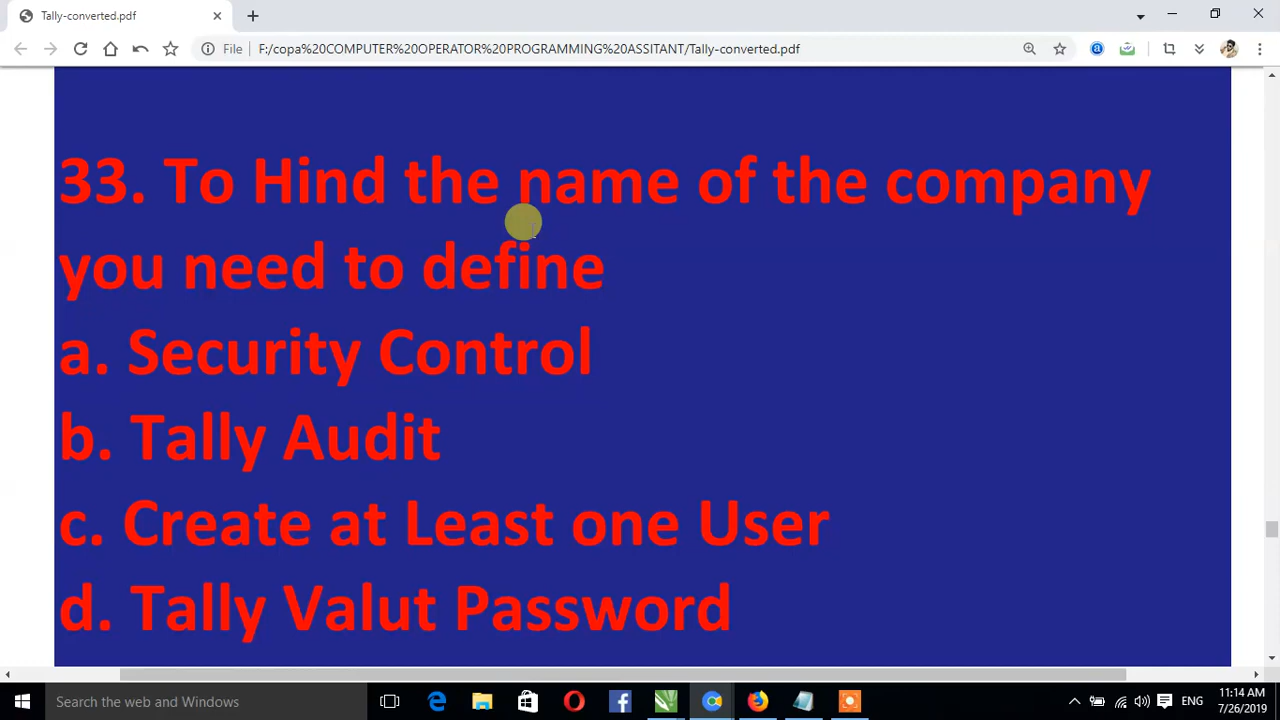 Tally-converted.pdf
File
F:/copa%20COMPUTER%20OPERATOR%20PROGRAMMING%20ASSITANT/Tally-converted.pdf
33. To Hind the name of the company
you need to define
a. Security Control
b. Tally Audit
c. Create at Least one User
d. Tally Valut Password
Search the web and Windows
ENG
11:14 AM
7/26/2019